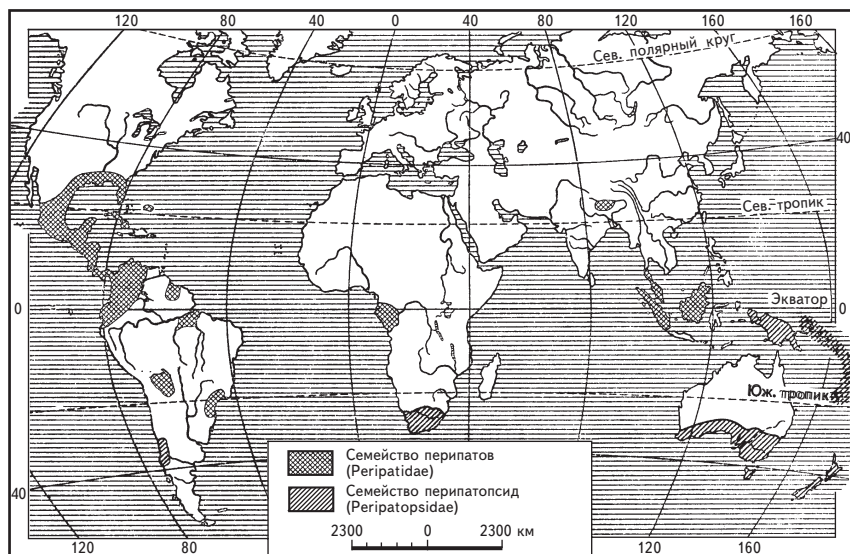 120 80 40 0 40 80 120 160 160
Сев. полярный круг
40
Сев. тропик
0 Экватор 0
Юж. тропик
Семейство перипатов
(Peripatidae)
Семейство перипатопсид
(Peripatopsidae)
40
2300 0 2300 км
120 80 120 160